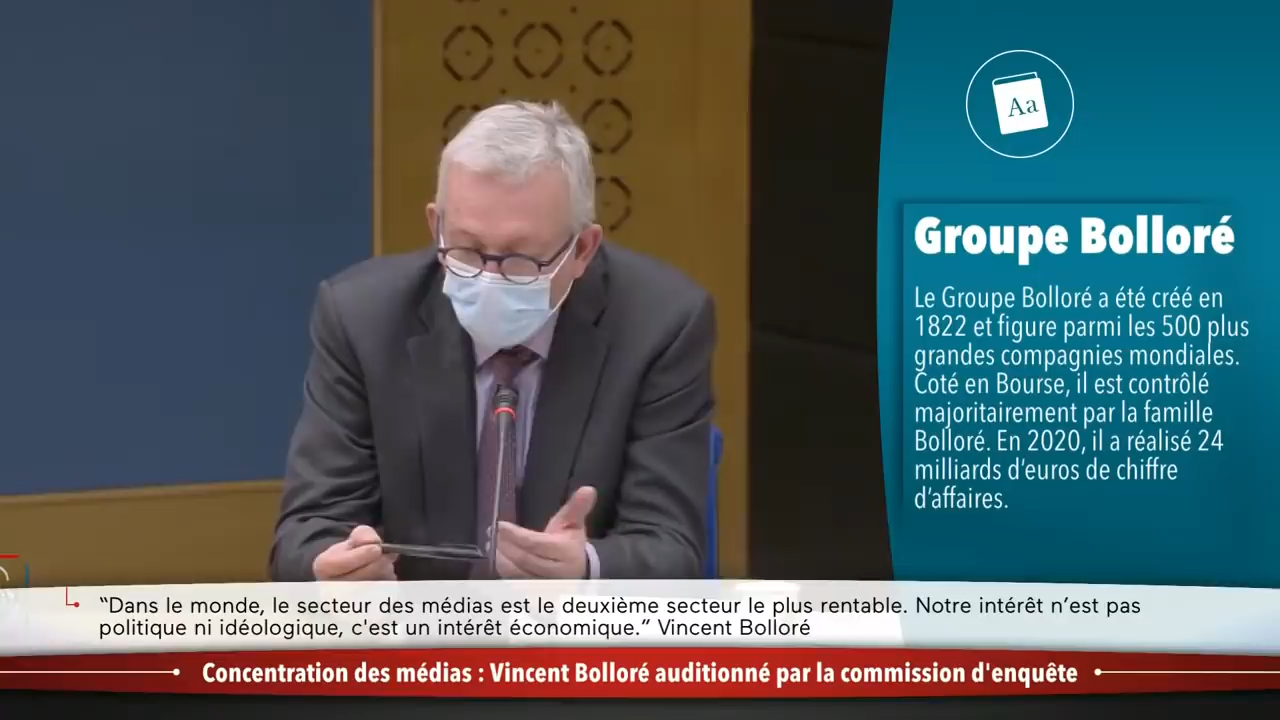 Aa
Groupe Bolloré
Le Groupe Bolloré a été créé en
1822 et figure parmi les 500 plus
grandes compagnies mondiales.
Coté en Bourse, il est contrôlé
majoritairement par la famille
Bolloré. En 2020, il a réalisé 24
milliards d’euros de chiffre
d’affaires.
“Dans le monde, le secteur des médias est le deuxième secteur le plus rentable. Notre intérêt n’est pas
politique ni idéologique, c'est un intérêt économique.” Vincent Bolloré
Concentration des médias : Vincent Bolloré auditionné par la commission d'enquête